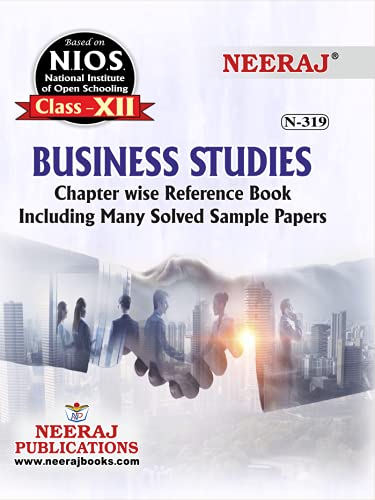 Based on
N.I.O.S.
National Institute
of Open Schooling
Class – XII
NEERAJ®
N-319
BUSINESS STUDIES
Chapter wise Reference Book
Including Many Solved Sample Papers
NP
NEERAJ
PUBLICATIONS
www.neerajbooks.com